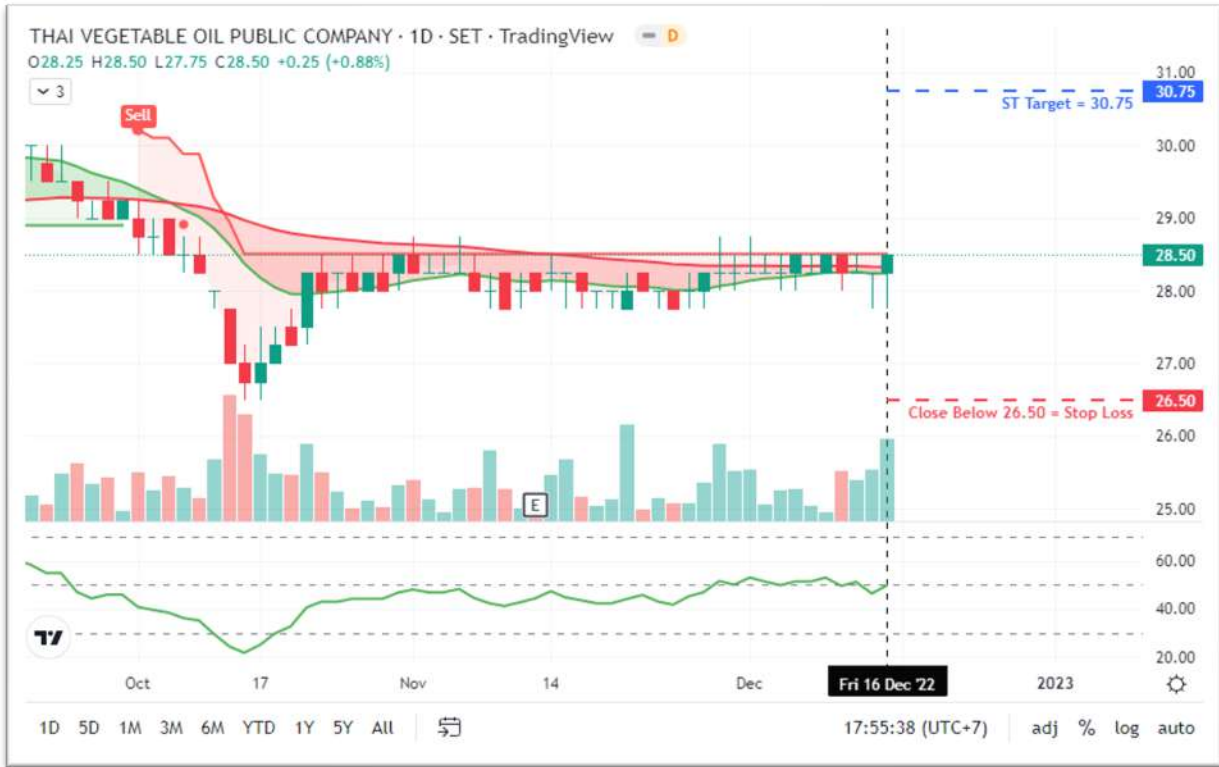 THAI VEGETABLE OIL PUBLIC COMPANY · 1D · SET · TradingView D
O28.25 H28.50 L27.75 C28.50 +0.25 (+0.88%)
3
Sell
31.00
30.75
ST Target = 30.75
30.00
29.00
28.50
28.00
27.00
26.50
Close Below 26.50 = Stop Loss
26.00
E
25.00
60.00
40.00
20.00
Oct 17 Nov 14 Dec Fri 16 Dec '22 2023
1D 5D 1M 3M 6M YTD 1Y 5Y All 17:55:38 (UTC+7) adj % log auto